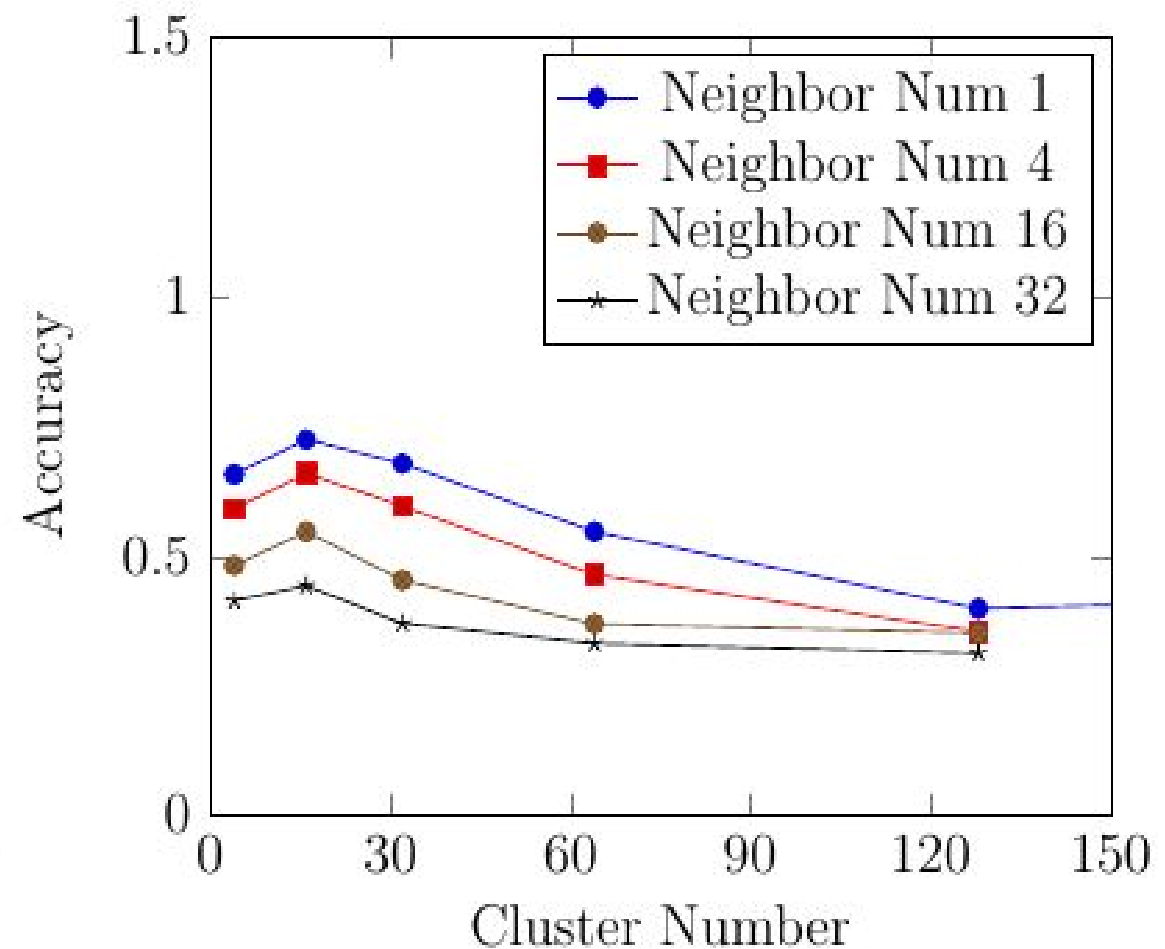 1.5
1
0.5
0
Accuracy
Neighbor Num 1
Neighbor Num 4
Neighbor Num 16
Neighbor Num 32
0 30 60 90 120 150
Cluster Number